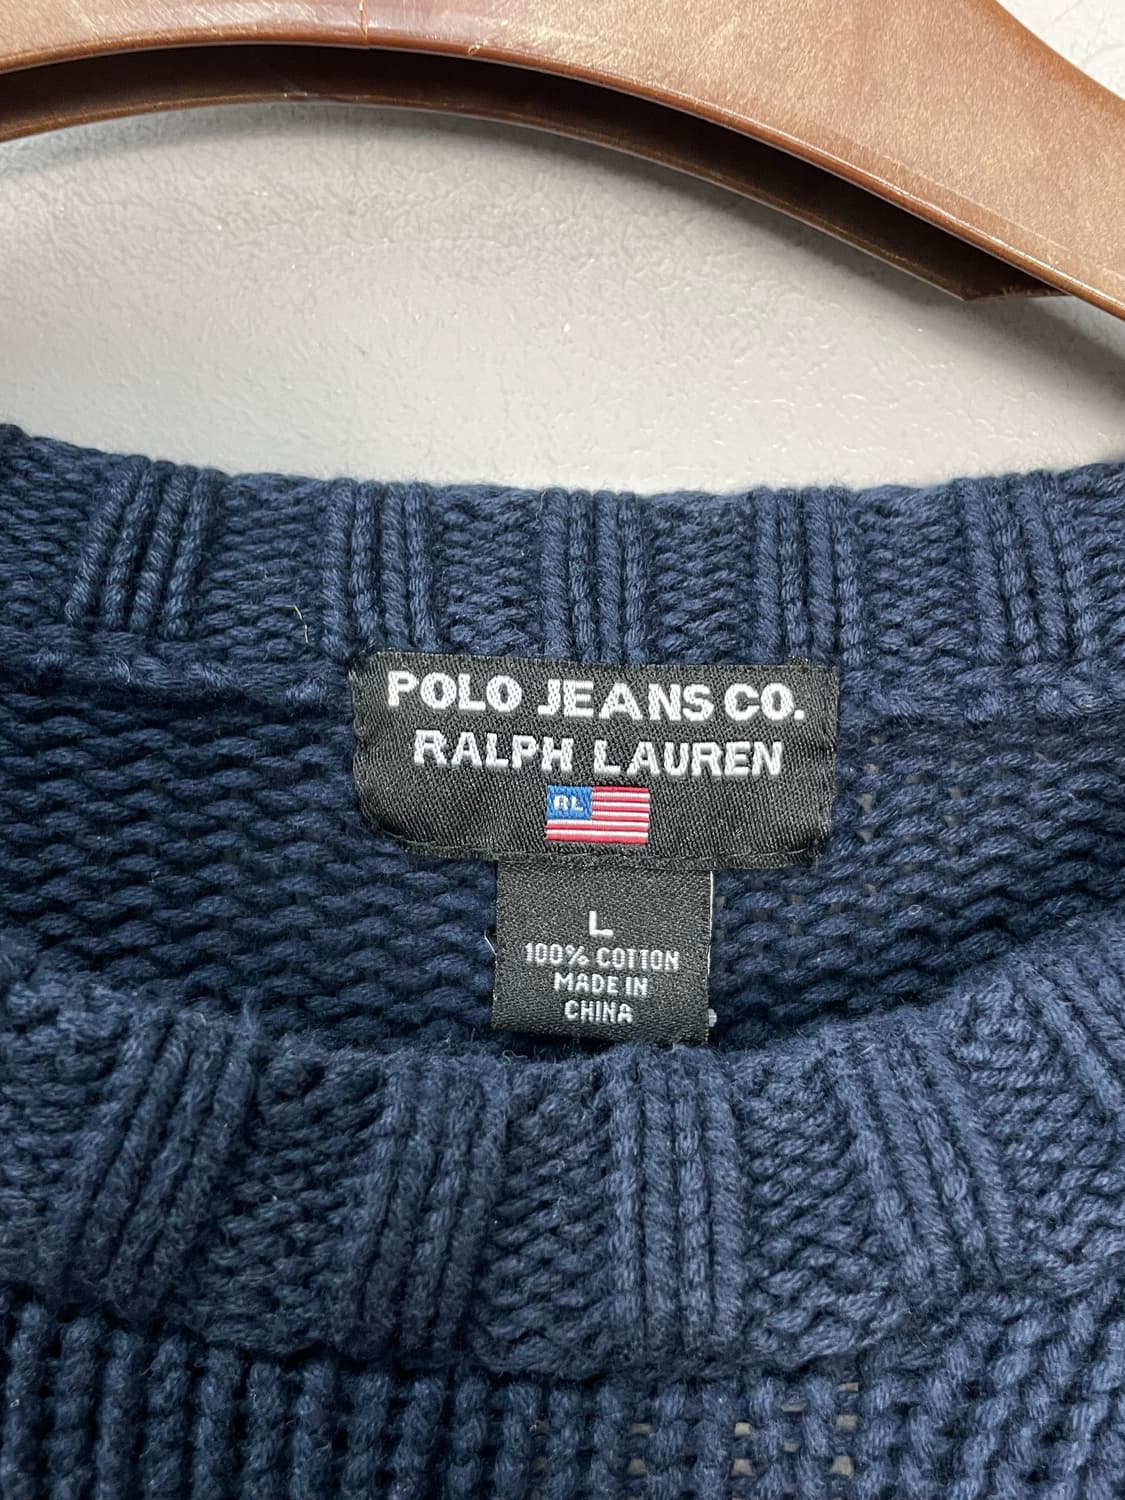 POLO JEANS CO.
RALPH LAUREN
RL
L
100% COTTON
MADE IN
CHINA